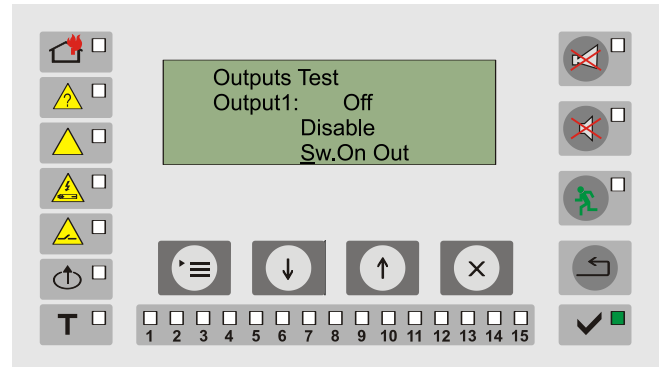 Outputs Test
Output1: Off
Disable
Sw.On Out
?
T
1 2 3 4 5 6 7 8 9 10 11 12 13 14 15